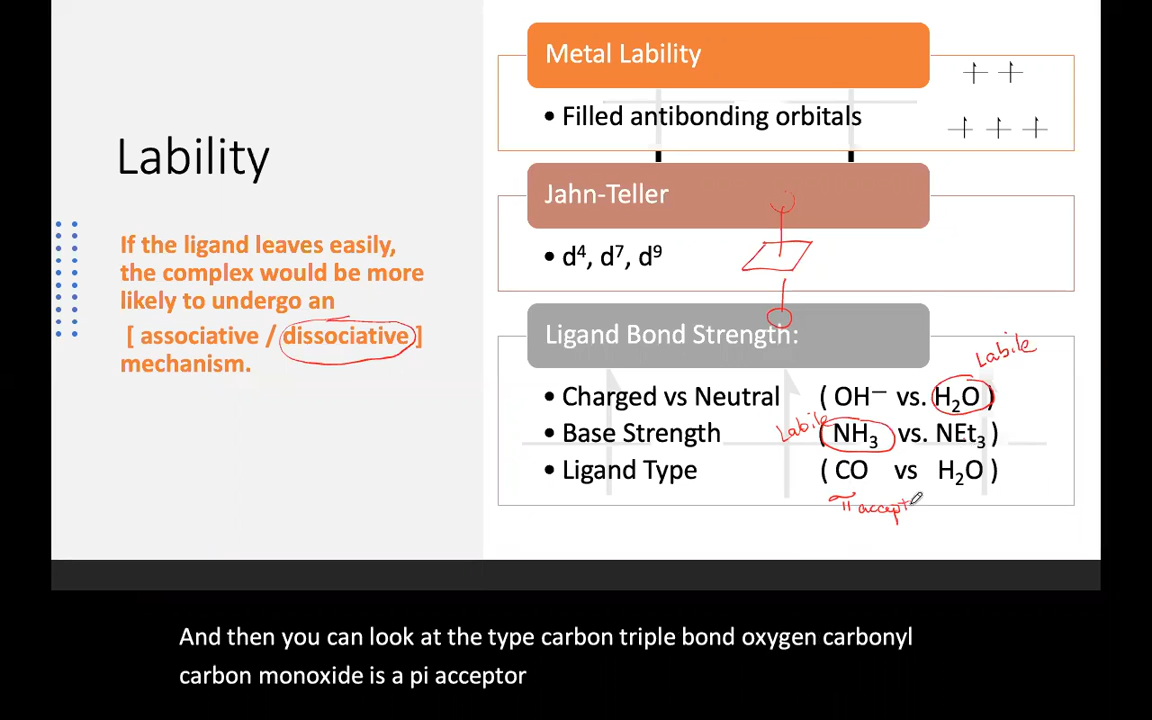 Lability
If the ligand leaves easily,
the complex would be more
likely to undergo an
[ associative / dissociative ]
mechanism.
Metal Lability
• Filled antibonding orbitals
Jahn-Teller
• d⁴, d⁷, d⁹
Ligand Bond Strength:
Labile
• Charged vs Neutral ( OH⁻ vs. H₂O )
Labile
• Base Strength ( NH₃ vs. NEt₃ )
• Ligand Type ( CO vs H₂O )
π accept
And then you can look at the type carbon triple bond oxygen carbonyl
carbon monoxide is a pi acceptor